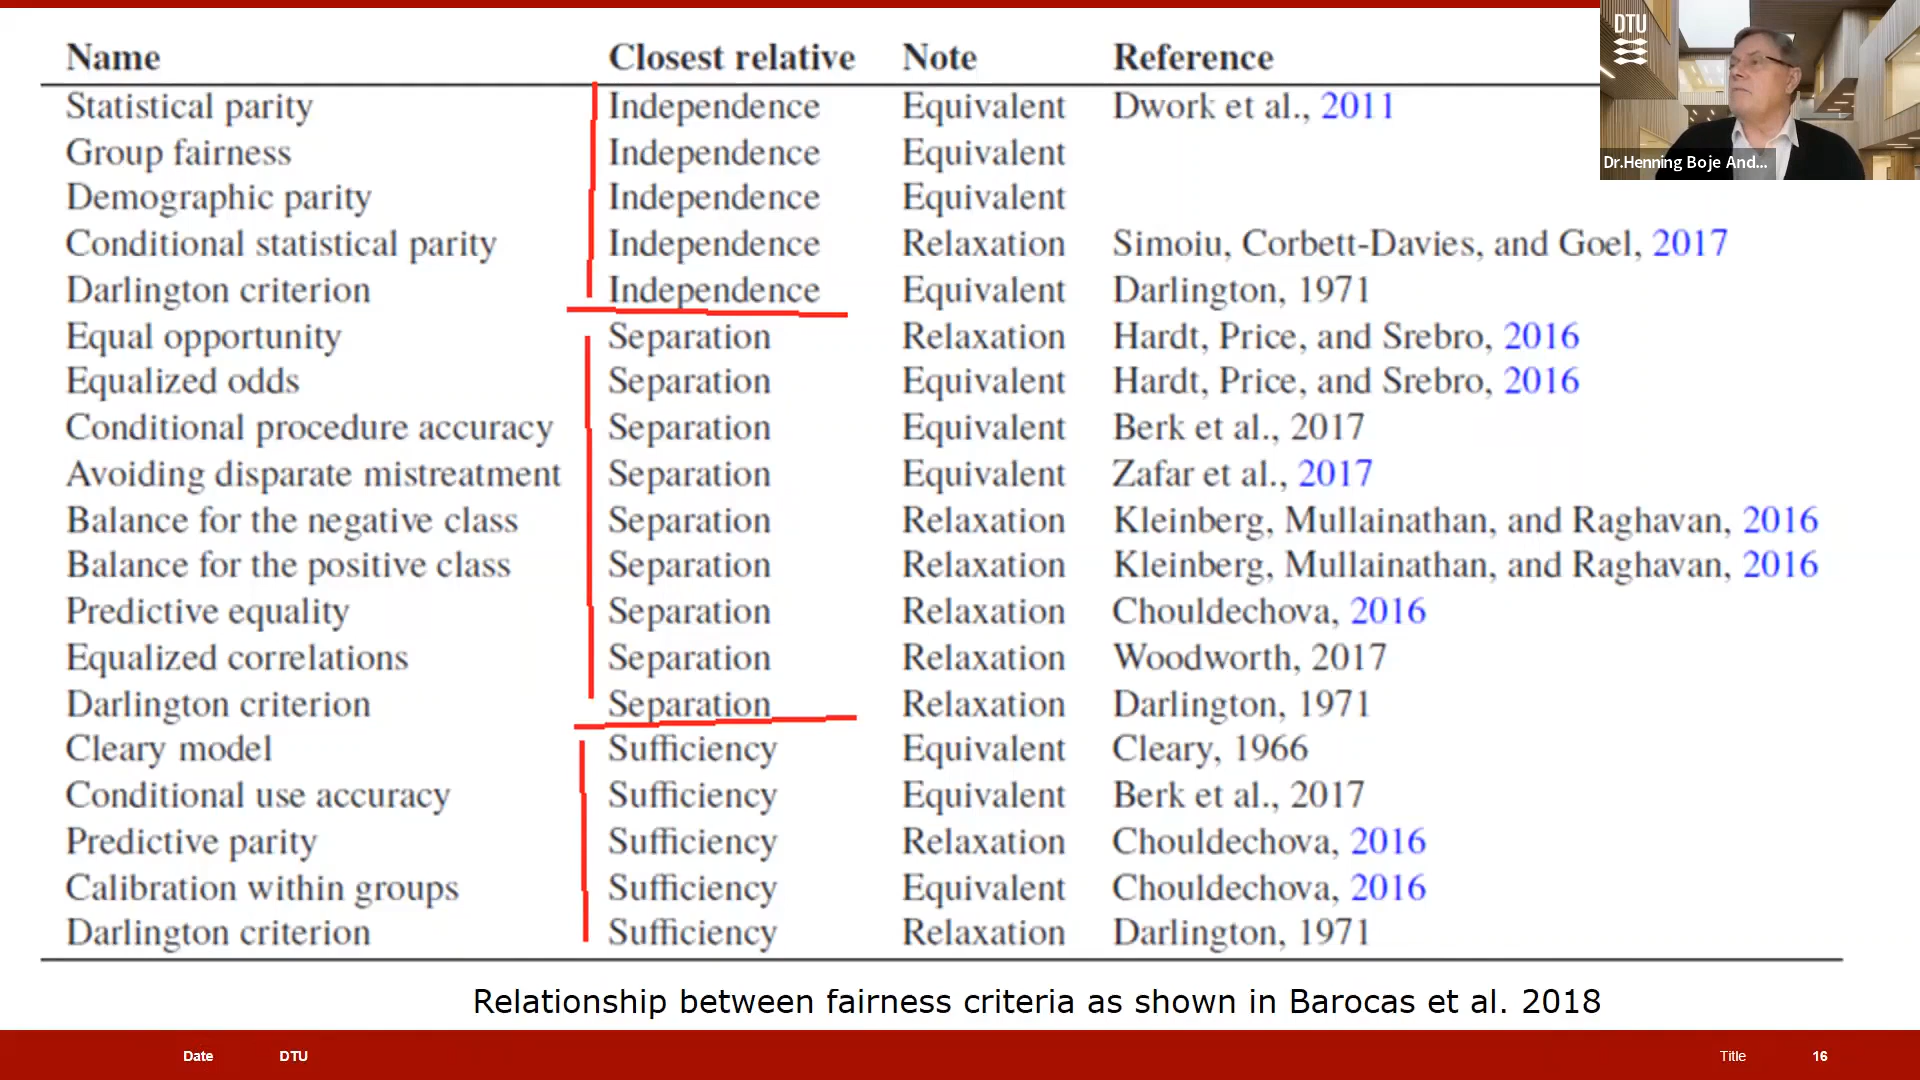 Name Closest relative Note Reference
Statistical parity Independence Equivalent Dwork et al., 2011
Group fairness Independence Equivalent
Demographic parity Independence Equivalent
Conditional statistical parity Independence Relaxation Simoiu, Corbett-Davies, and Goel, 2017
Darlington criterion Independence Equivalent Darlington, 1971
Equal opportunity Separation Relaxation Hardt, Price, and Srebro, 2016
Equalized odds Separation Equivalent Hardt, Price, and Srebro, 2016
Conditional procedure accuracy Separation Equivalent Berk et al., 2017
Avoiding disparate mistreatment Separation Equivalent Zafar et al., 2017
Balance for the negative class Separation Relaxation Kleinberg, Mullainathan, and Raghavan, 2016
Balance for the positive class Separation Relaxation Kleinberg, Mullainathan, and Raghavan, 2016
Predictive equality Separation Relaxation Chouldechova, 2016
Equalized correlations Separation Relaxation Woodworth, 2017
Darlington criterion Separation Relaxation Darlington, 1971
Cleary model Sufficiency Equivalent Cleary, 1966
Conditional use accuracy Sufficiency Equivalent Berk et al., 2017
Predictive parity Sufficiency Relaxation Chouldechova, 2016
Calibration within groups Sufficiency Equivalent Chouldechova, 2016
Darlington criterion Sufficiency Relaxation Darlington, 1971
Relationship between fairness criteria as shown in Barocas et al. 2018
Date DTU Title 16
DTU
Dr.Henning Boje And...